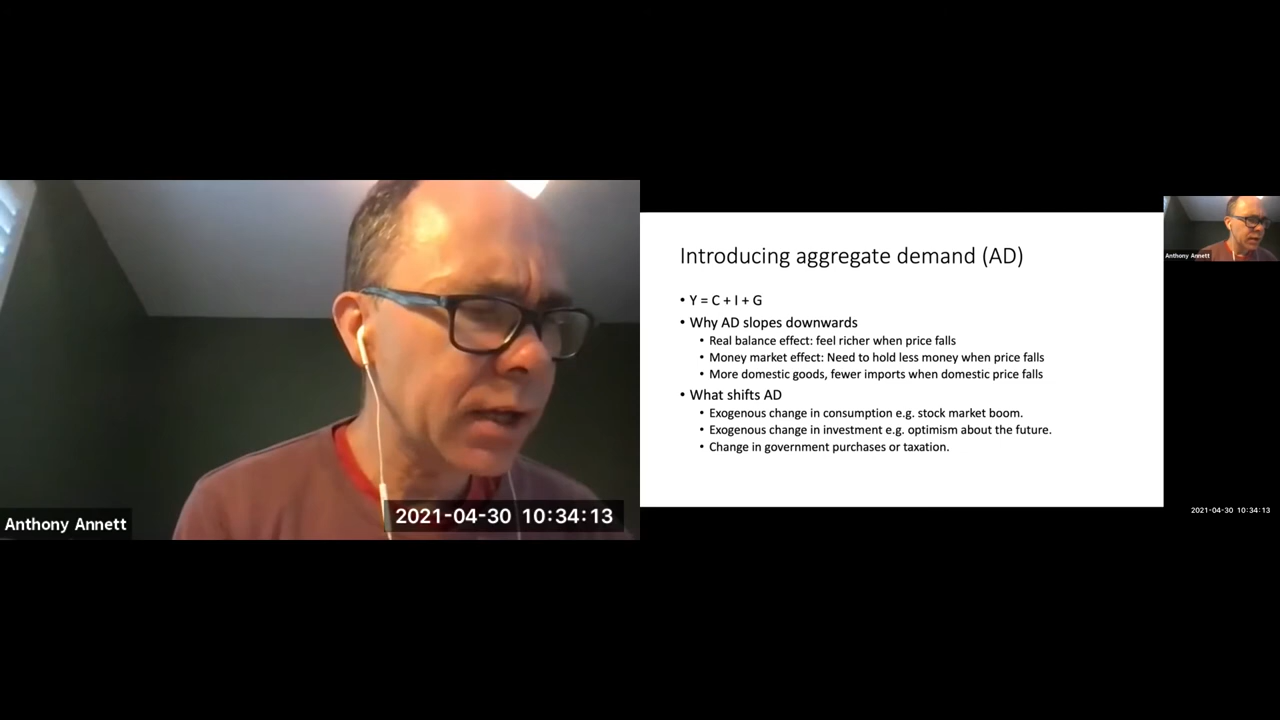 Anthony Annett
2021-04-30 10:34:13
Introducing aggregate demand (AD)
• Y = C + I + G
• Why AD slopes downwards
• Real balance effect: feel richer when price falls
• Money market effect: Need to hold less money when price falls
• More domestic goods, fewer imports when domestic price falls
• What shifts AD
• Exogenous change in consumption e.g. stock market boom.
• Exogenous change in investment e.g. optimism about the future.
• Change in government purchases or taxation.
Anthony Annett
2021-04-30 10:34:13